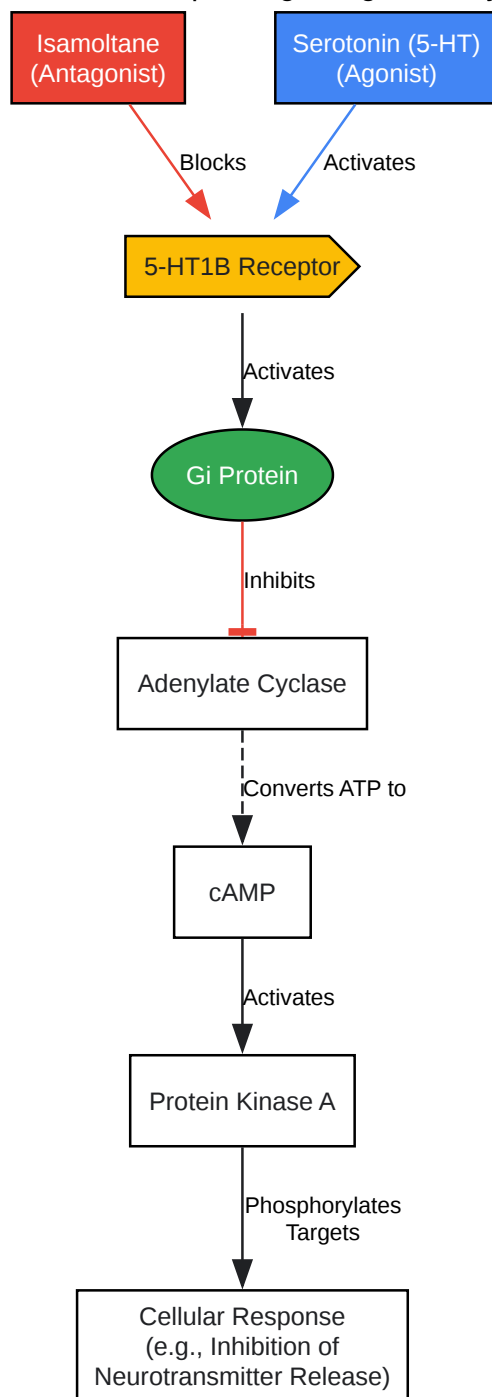 Isamoltane
(Antagonist)
Serotonin (5-HT)
(Agonist)
Blocks
Activates
5-HT1B Receptor
Activates
Gi Protein
Inhibits
Adenylate Cyclase
Converts ATP to
cAMP
Activates
Protein Kinase A
Phosphorylates
Targets
Cellular Response
(e.g., Inhibition of
Neurotransmitter Release)